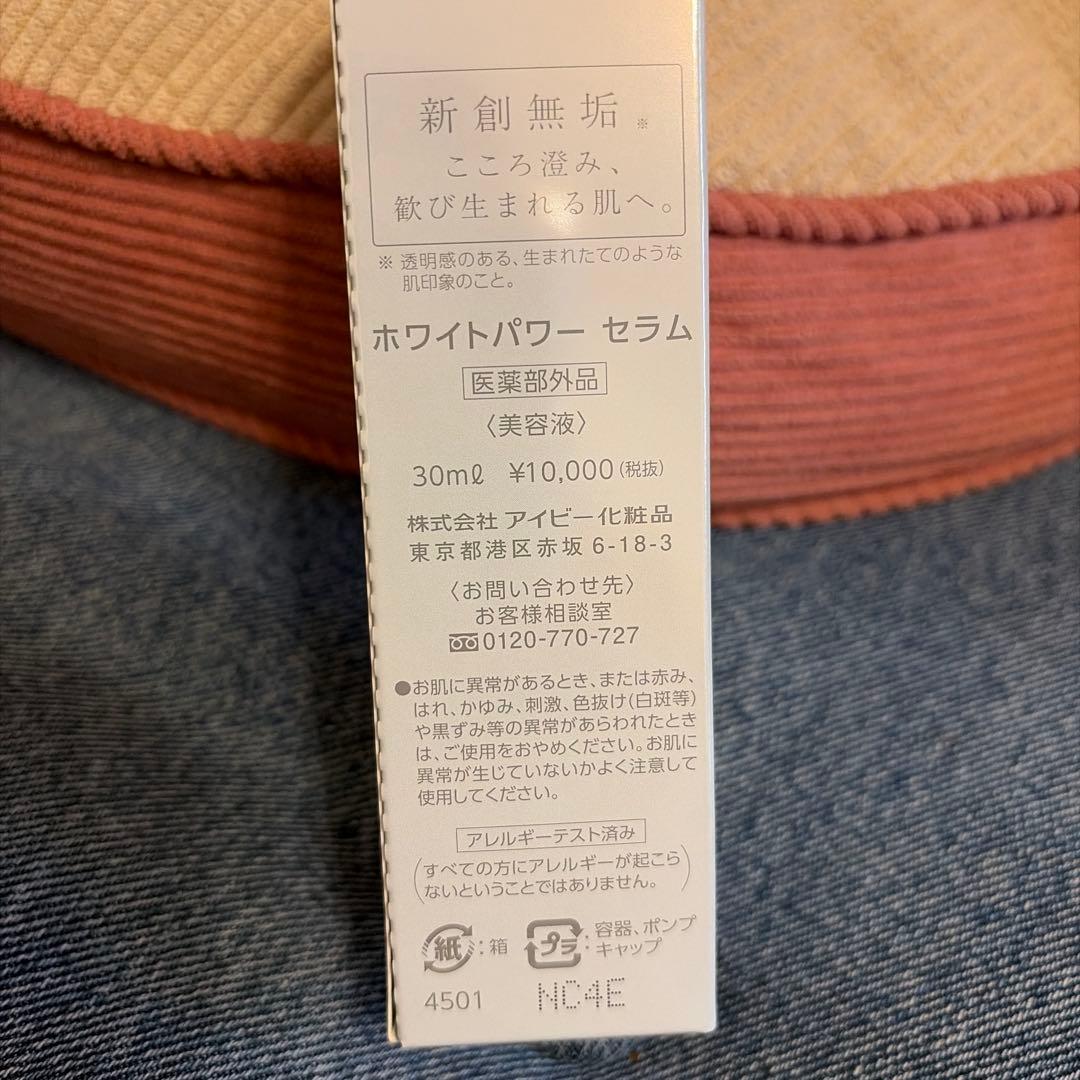 新創無垢 ※
こころ澄み、
歓び生まれる肌へ。
※ 透明感のある、生まれたてのような
肌印象のこと。
ホワイトパワー セラム
医薬部外品
〈美容液〉
30mℓ ¥10,000(税抜)
株式会社 アイビー化粧品
東京都港区赤坂 6-18-3
〈お問い合わせ先〉
お客様相談室
0120-770-727
●お肌に異常があるとき、または赤み、
はれ、かゆみ、刺激、色抜け(白斑等)
や黒ずみ等の異常があらわれたとき
は、ご使用をおやめください。お肌に
異常が生じていないかよく注意して
使用してください。
アレルギーテスト済み
(すべての方にアレルギーが起こら
ないということではありません。)
紙:箱 プラ:容器、ポンプ
キャップ
4501 NC4E